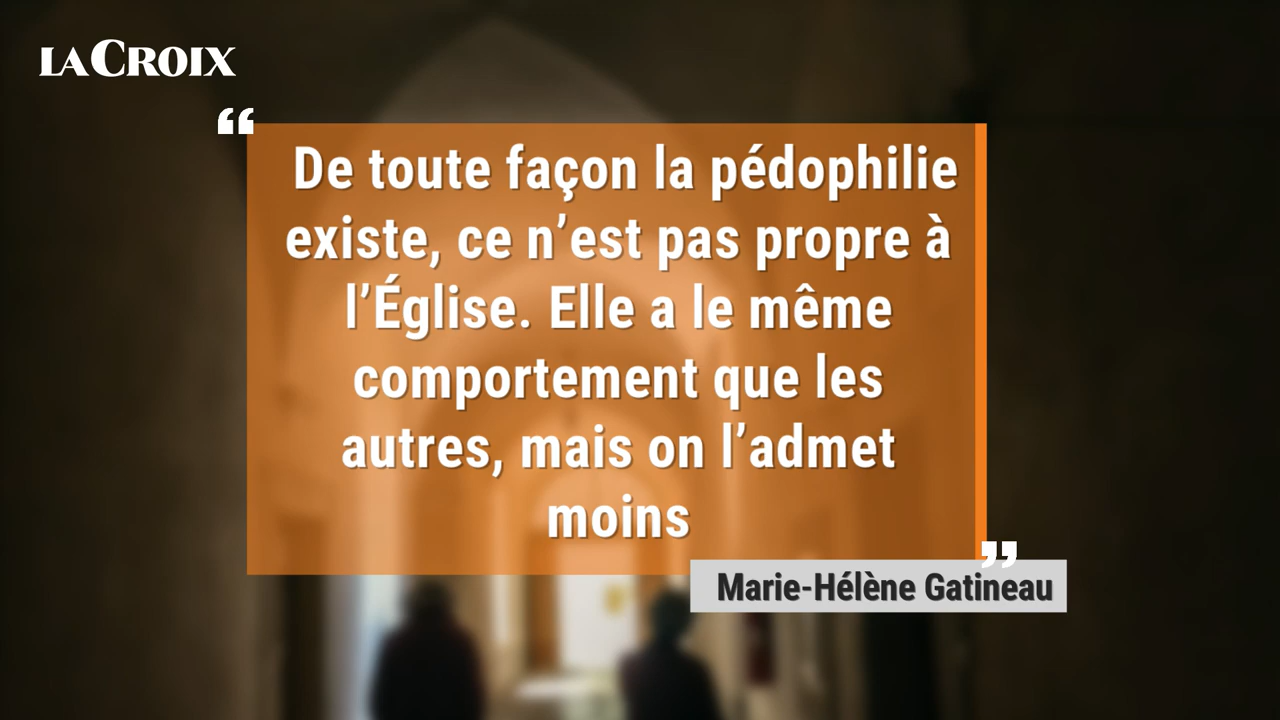 LA CROIX
“
De toute façon la pédophilie
existe, ce n’est pas propre à
l’Église. Elle a le même
comportement que les
autres, mais on l’admet
moins
”
Marie-Hélène Gatineau